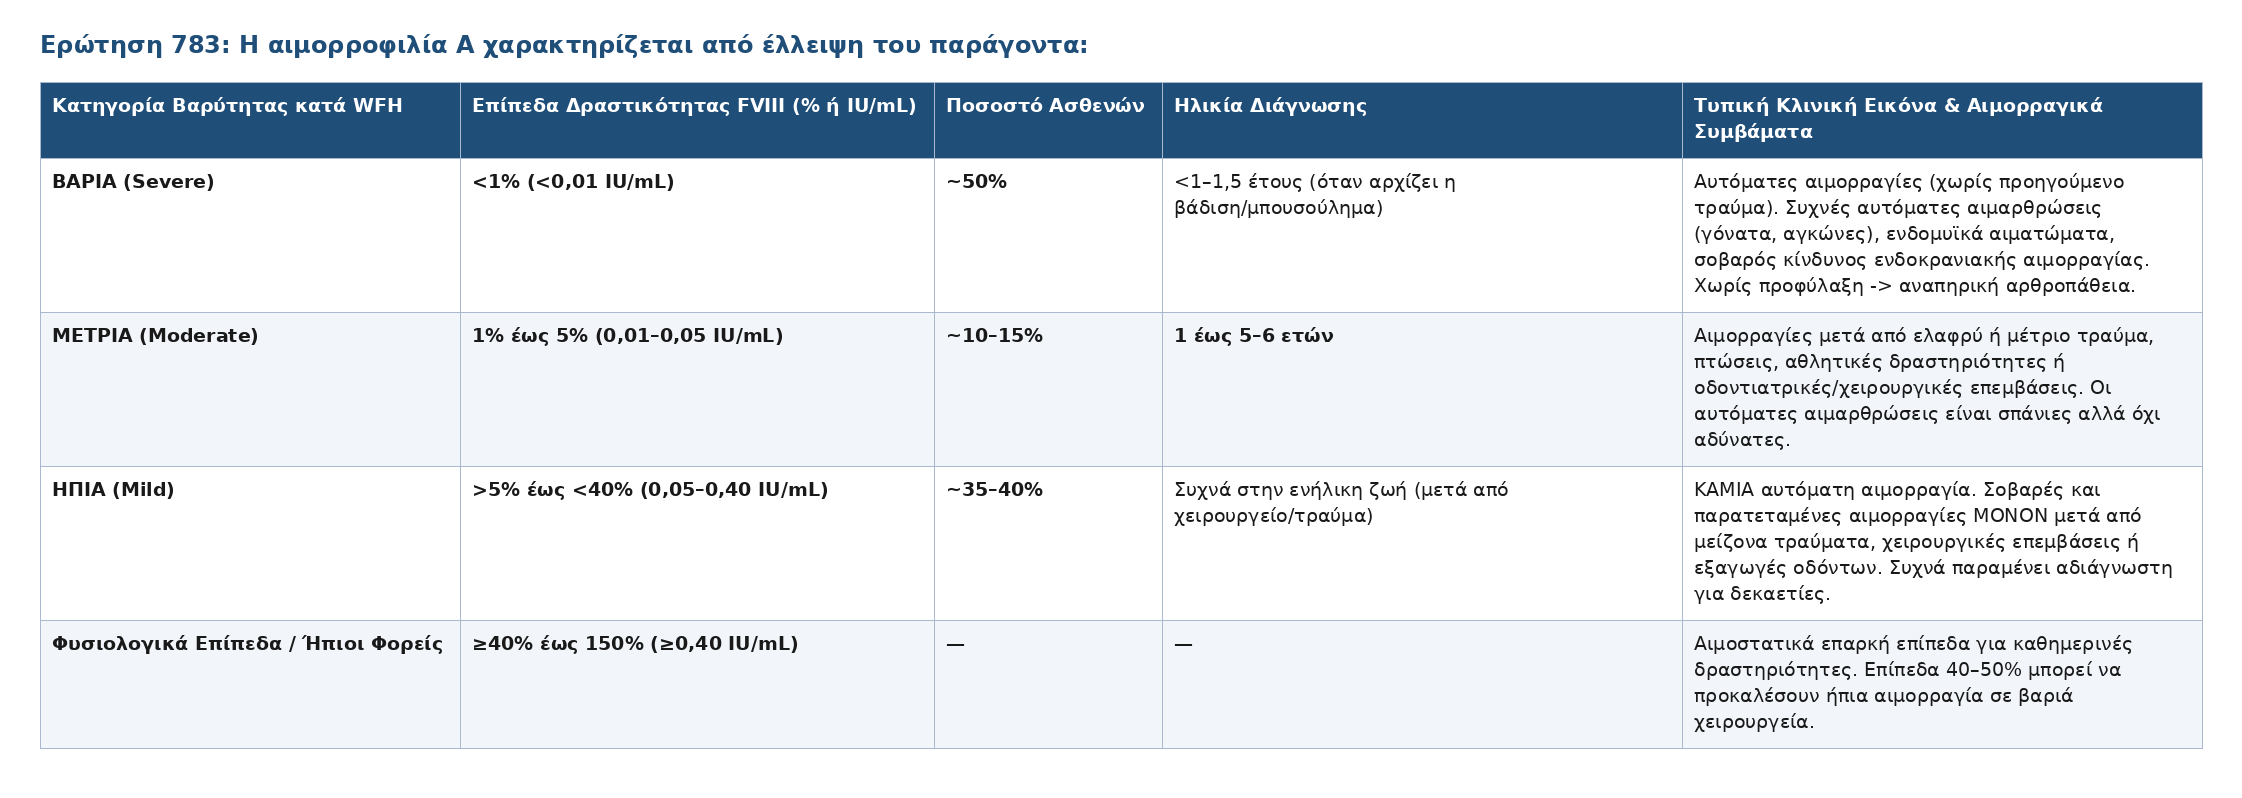 Ερώτηση 783: Η αιμορροφιλία Α χαρακτηρίζεται από έλλειψη του παράγοντα:
Κατηγορία Βαρύτητας κατά WFH
Επίπεδα Δραστικότητας FVIII (% ή IU/mL)
Ποσοστό Ασθενών
Ηλικία Διάγνωσης
Τυπική Κλινική Εικόνα & Αιμορραγικά
Συμβάματα
ΒΑΡΙΑ (Severe)
<1% (<0,01 IU/mL)
~50%
<1–1,5 έτους (όταν αρχίζει η
βάδιση/μπουσούλημα)
Αυτόματες αιμορραγίες (χωρίς προηγούμενο
τραύμα). Συχνές αυτόματες αιμαρθρώσεις
(γόνατα, αγκώνες), ενδομυϊκά αιματώματα,
σοβαρός κίνδυνος ενδοκρανιακής αιμορραγίας.
Χωρίς προφύλαξη -> αναπηρική αρθροπάθεια.
ΜΕΤΡΙΑ (Moderate)
1% έως 5% (0,01–0,05 IU/mL)
~10–15%
1 έως 5–6 ετών
Αιμορραγίες μετά από ελαφρύ ή μέτριο τραύμα,
πτώσεις, αθλητικές δραστηριότητες ή
οδοντιατρικές/χειρουργικές επεμβάσεις. Οι
αυτόματες αιμαρθρώσεις είναι σπάνιες αλλά όχι
αδύνατες.
ΗΠΙΑ (Mild)
>5% έως <40% (0,05–0,40 IU/mL)
~35–40%
Συχνά στην ενήλικη ζωή (μετά από
χειρουργείο/τραύμα)
ΚΑΜΙΑ αυτόματη αιμορραγία. Σοβαρές και
παρατεταμένες αιμορραγίες ΜΟΝΟΝ μετά από
μείζονα τραύματα, χειρουργικές επεμβάσεις ή
εξαγωγές οδόντων. Συχνά παραμένει αδιάγνωστη
για δεκαετίες.
Φυσιολογικά Επίπεδα / Ήπιοι Φορείς
≥40% έως 150% (≥0,40 IU/mL)
—
—
Αιμοστατικά επαρκή επίπεδα για καθημερινές
δραστηριότητες. Επίπεδα 40–50% μπορεί να
προκαλέσουν ήπια αιμορραγία σε βαριά
χειρουργεία.